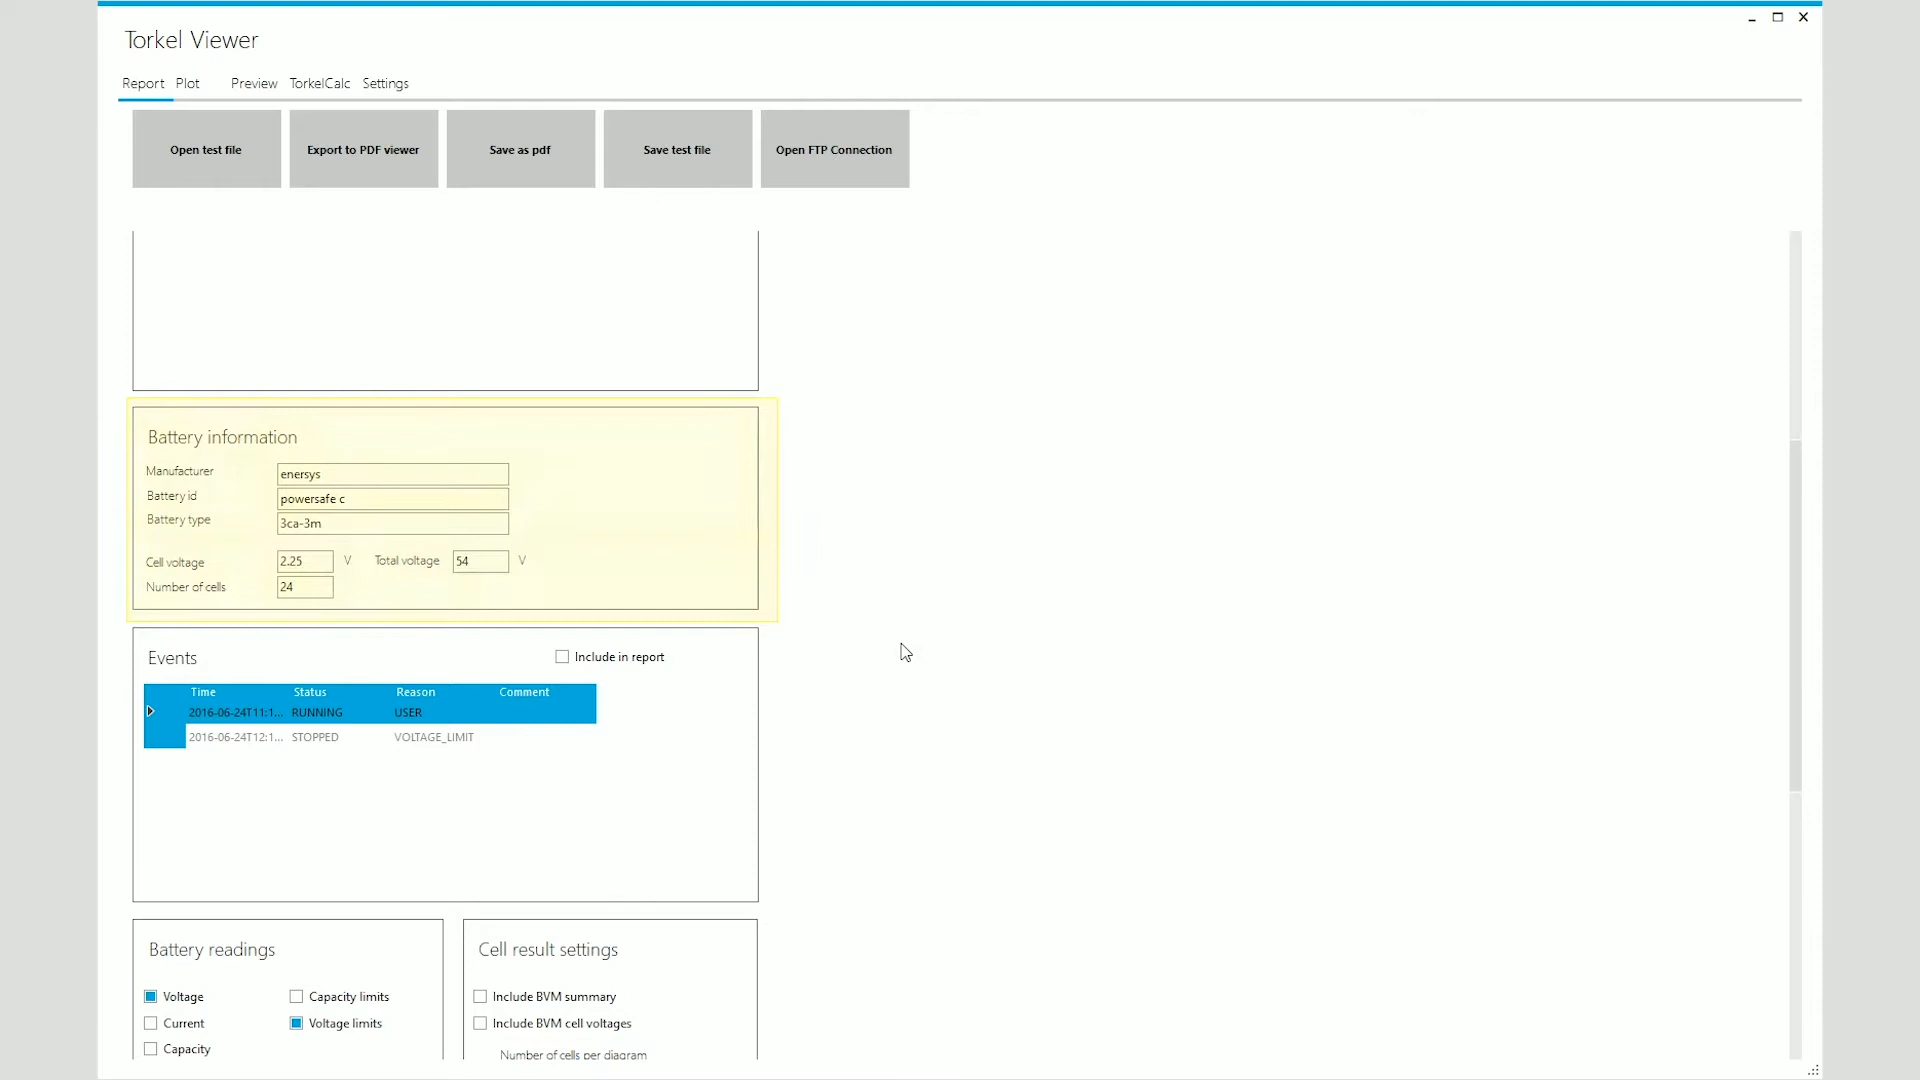 Torkel Viewer
Report Plot Preview TorkelCalc Settings
Open test file Export to PDF viewer Save as pdf Save test file Open FTP Connection
Battery information
Manufacturer enersys
Battery id powersafe c
Battery type 3ca-3m
Cell voltage 2.25 V Total voltage 54 V
Number of cells 24
Events Include in report
Time Status Reason Comment
2016-06-24T11:1... RUNNING USER
2016-06-24T12:1... STOPPED VOLTAGE_LIMIT
Battery readings
Voltage Capacity limits
Current Voltage limits
Capacity
Cell result settings
Include BVM summary
Include BVM cell voltages
Number of cells per diagram